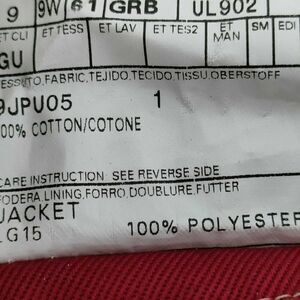 9 9W 61 GRB UL902
ET CLI ET TESS ET LAV ET TES2 ET MAN SM EDI
GU
TESSUTO,FABRIC,TEJIDO,TECIDO,TISSU,OBERSTOFF
9JPU05 1
100% COTTON/COTONE
CARE INSTRUCTION SEE REVERSE SIDE
FODERA,LINING,FORRO,DOUBLURE,FUTTER
JACKET
LG15 100% POLYESTER